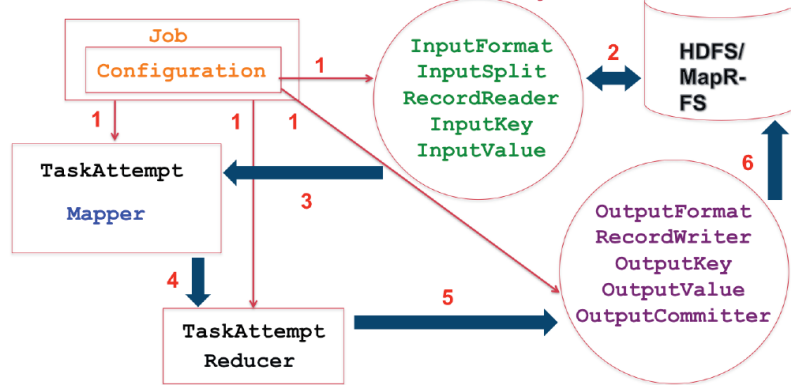 Job
Configuration
1
InputFormat
InputSplit
RecordReader
InputKey
InputValue
2
HDFS/
MapR-
FS
1
1
1
TaskAttempt
Mapper
3
6
OutputFormat
RecordWriter
OutputKey
OutputValue
OutputCommitter
4
5
TaskAttempt
Reducer